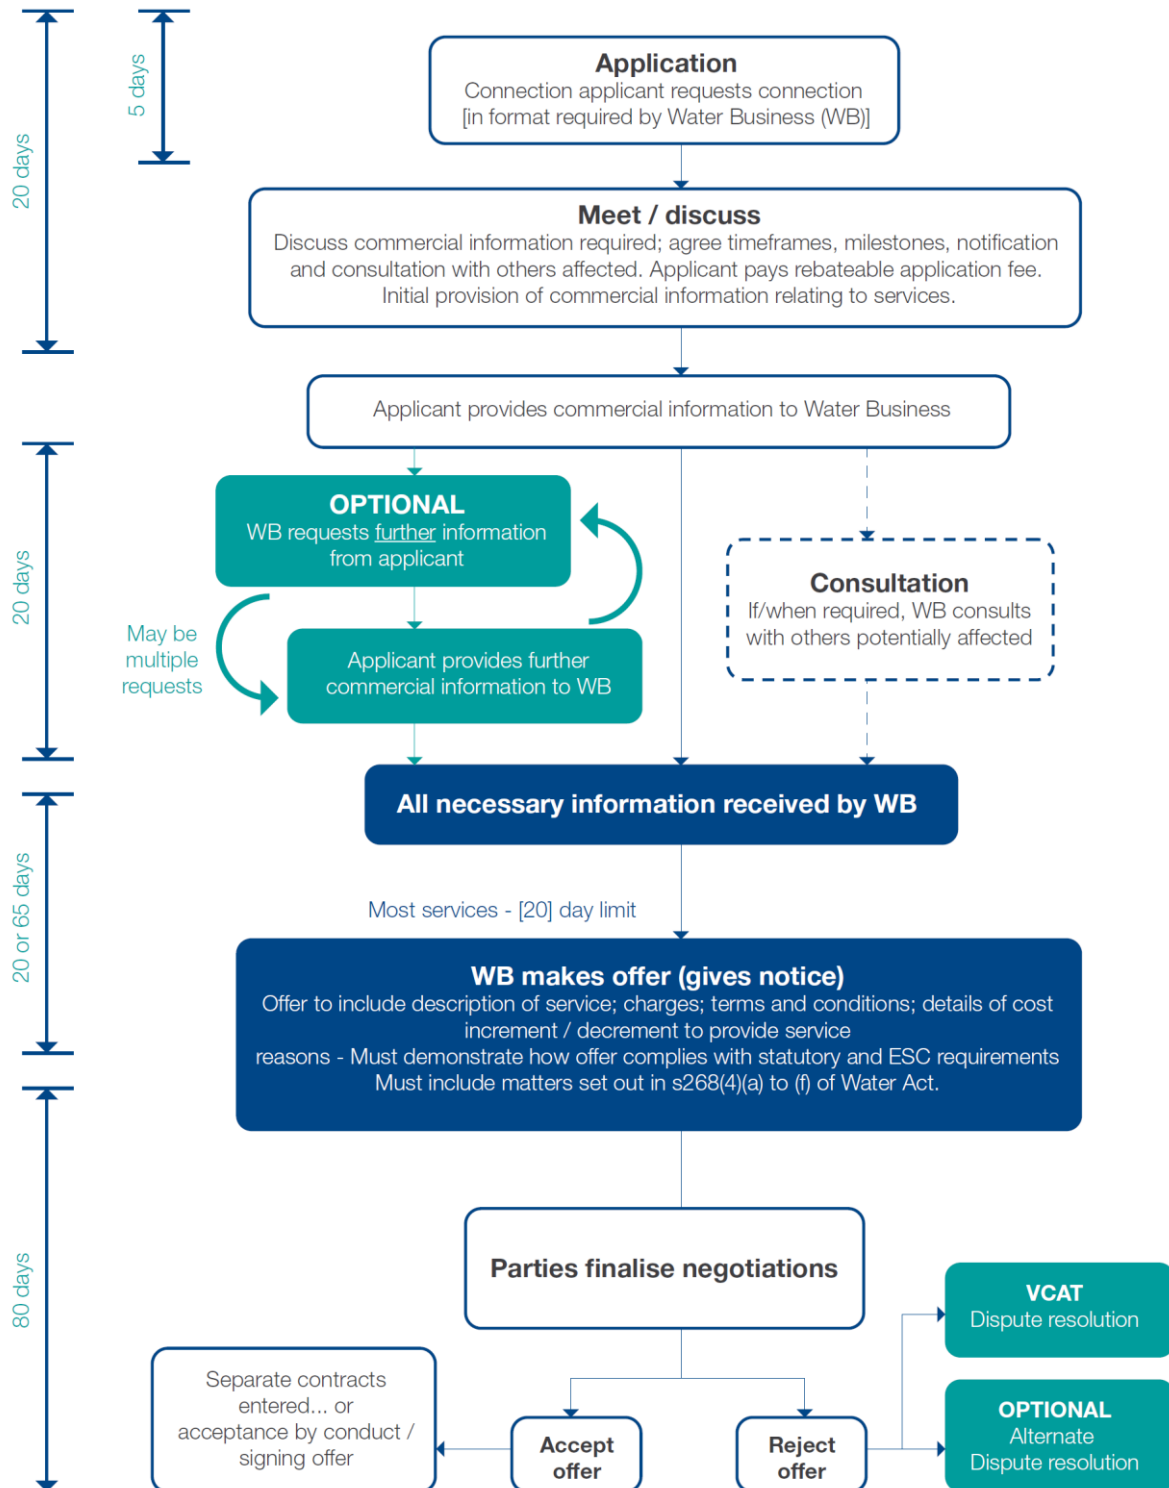 20 days
5 days
Application
Connection applicant requests connection
[in format required by Water Business (WB)]
Meet / discuss
Discuss commercial information required; agree timeframes, milestones, notification
and consultation with others affected. Applicant pays rebateable application fee.
Initial provision of commercial information relating to services.
Applicant provides commercial information to Water Business
20 days
OPTIONAL
WB requests further information
from applicant
May be
multiple
requests
Applicant provides further
commercial information to WB
Consultation
If/when required, WB consults
with others potentially affected
All necessary information received by WB
20 or 65 days
Most services - [20] day limit
WB makes offer (gives notice)
Offer to include description of service; charges; terms and conditions; details of cost
increment / decrement to provide service
reasons - Must demonstrate how offer complies with statutory and ESC requirements
Must include matters set out in s268(4)(a) to (f) of Water Act.
80 days
Parties finalise negotiations
VCAT
Dispute resolution
Separate contracts
entered... or
acceptance by conduct /
signing offer
Accept
offer
Reject
offer
OPTIONAL
Alternate
Dispute resolution